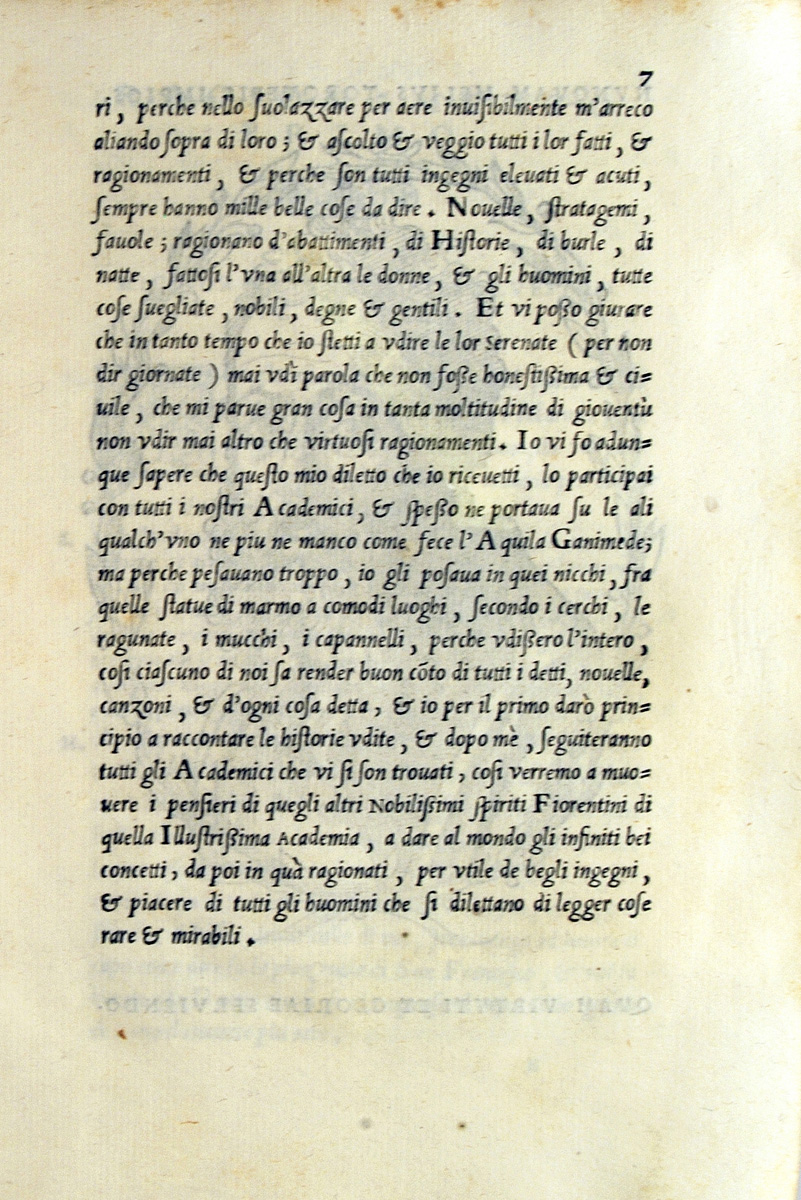 7
ri, perche nello ſuolazzare per aere inuiſibilmente m'arreco
aliando ſopra di loro; & aſcolto & veggio tutti i lor fatti, &
ragionamenti, & perche ſon tutti ingegni eleuati & acuti,
ſempre hanno mille belle coſe da dire. Nouelle, ſtratagemi,
fauole; ragionano d'abattimenti, di Hiſtorie, di burle, di
natte, fattoſi l'vna all'altra le donne, & gli huomini, tutte
coſe ſuegliate, nobili, degne & gentili. Et vi poſſo giurare
che in tanto tempo che io ſtetti a vdire le lor Serenate (per non
dir giornate) mai vdì parola che non foſſe honeſtiſſima & ci=
uile, che mi parue gran coſa in tanta moltitudine di giouentù
non vdir mai altro che virtuoſi ragionamenti. Io vi fo adun=
que ſapere che queſto mio diletto che io riceuetti, lo participai
con tutti i noſtri Academici, & ſpeſſo ne portaua ſu le ali
qualch'vno ne piu ne manco come fece l'Aquila Ganimede;
ma perche peſauano troppo, io gli poſaua in quei nicchi, fra
quelle ſtatue di marmo a comodi luoghi, ſecondo i cerchi, le
ragunate, i mucchi, i capannelli, perche vdiſſero l'intero,
coſi ciaſcuno di noi ſa render buon cõto di tutti i detti, nouelle,
canzoni, & d'ogni coſa detta, & io per il primo darò prin=
cipio a raccontare le hiſtorie vdite, & dopo mè, ſeguiteranno
tutti gli Academici che vi ſi ſon trouati, coſi verremo a muo=
uere i penſieri di quegli altri Nobiliſſimi ſpiriti Fiorentini di
quella Illuſtriſſima Academia, a dare al mondo gli infiniti bei
concetti, da poi in quà ragionati, per vtile de begli ingegni,
& piacere di tutti gli huomini che ſi dilettano di legger coſe
rare & mirabili.